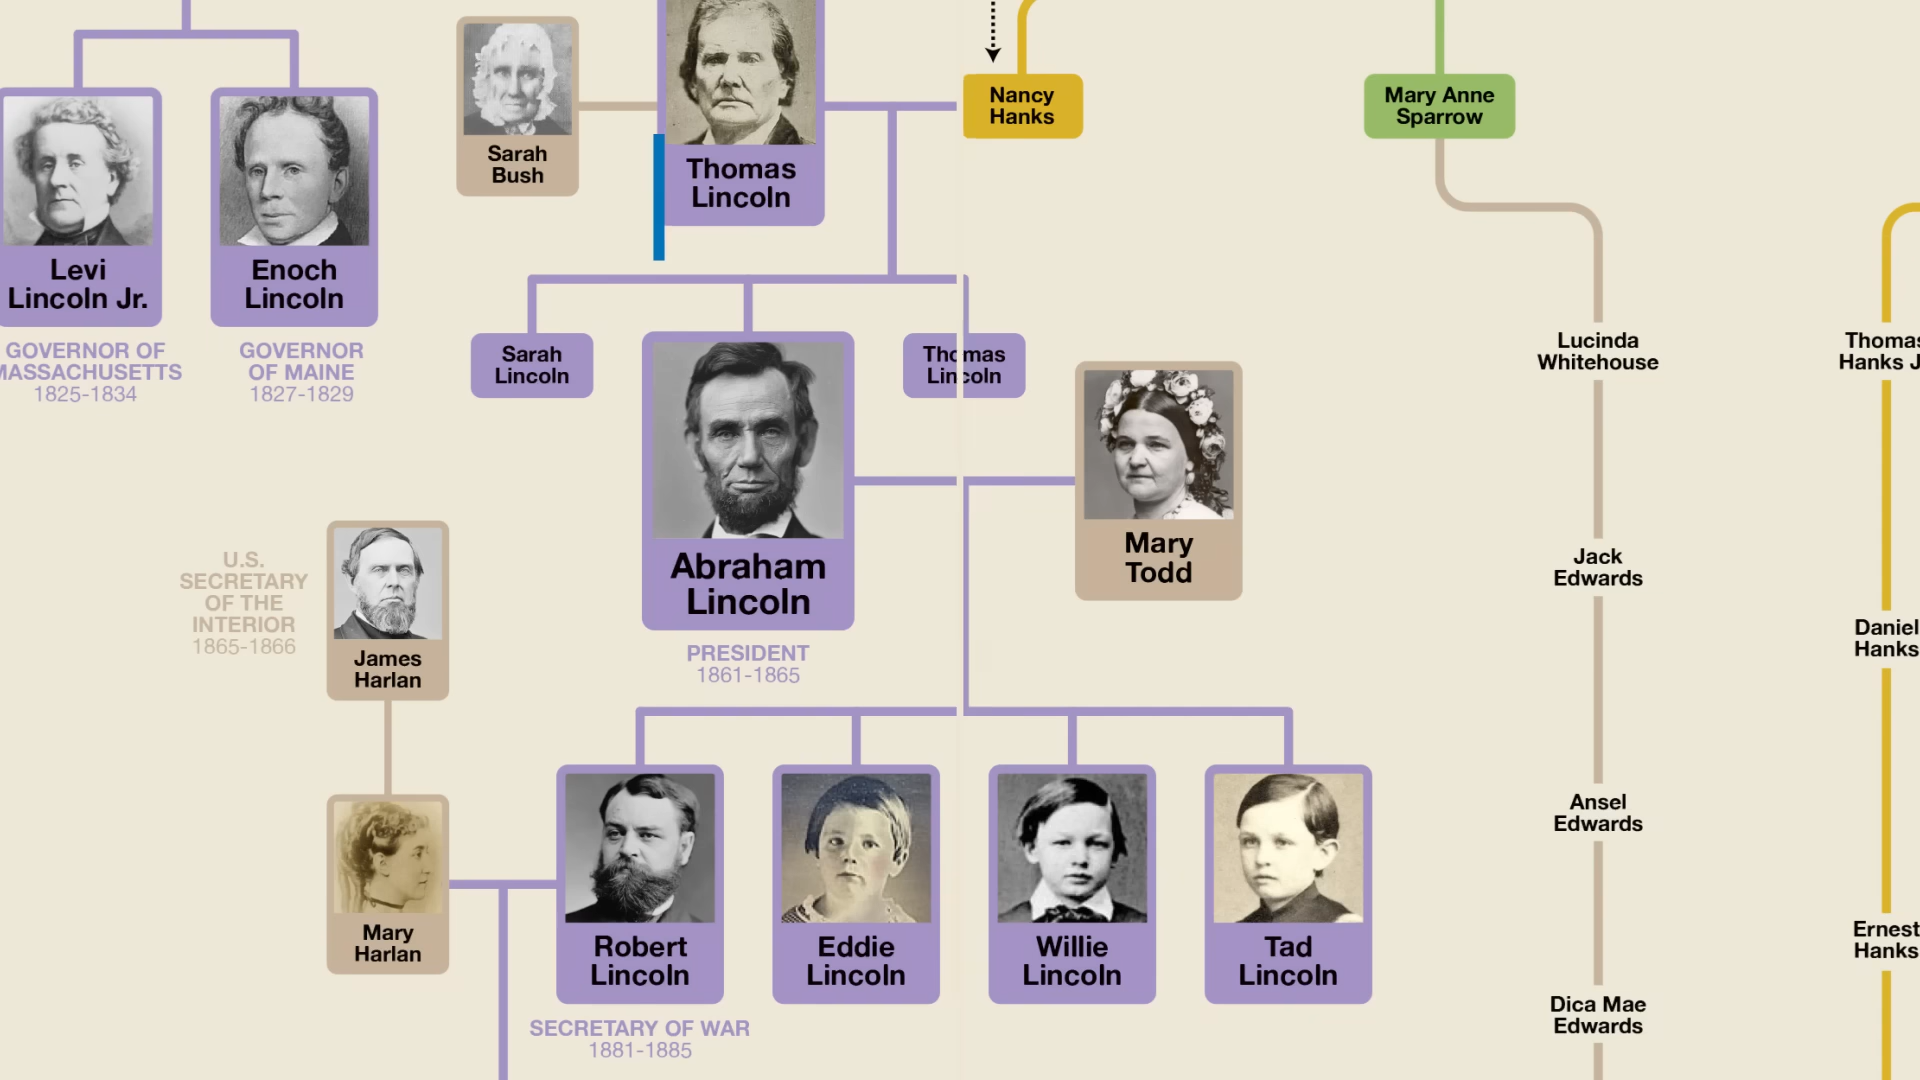 Nancy
Hanks
Mary Anne
Sparrow
Sarah
Bush
Thomas
Lincoln
Levi
Lincoln Jr.
Enoch
Lincoln
GOVERNOR OF
MASSACHUSETTS
1825-1834
GOVERNOR
OF MAINE
1827-1829
Sarah
Lincoln
Thomas
Lincoln
Lucinda
Whitehouse
Thomas
Hanks J
Abraham
Lincoln
PRESIDENT
1861-1865
Mary
Todd
Jack
Edwards
U.S.
SECRETARY
OF THE
INTERIOR
1865-1866
James
Harlan
Daniel
Hanks
Ansel
Edwards
Mary
Harlan
Robert
Lincoln
Eddie
Lincoln
Willie
Lincoln
Tad
Lincoln
Ernest
Hanks
SECRETARY OF WAR
1881-1885
Dica Mae
Edwards